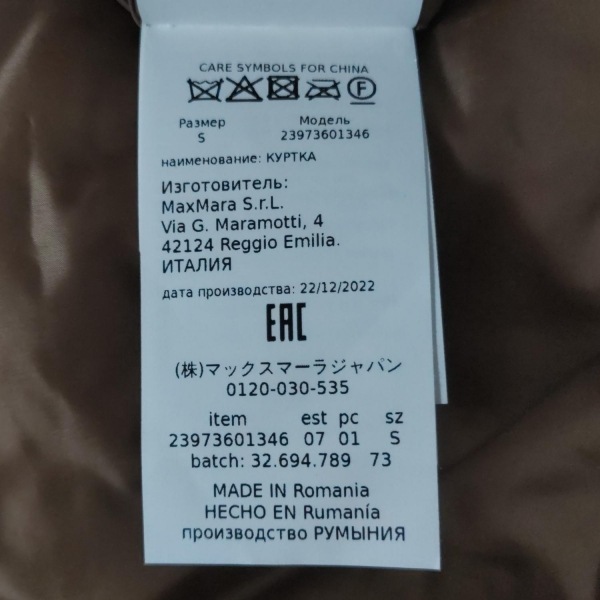 CARE SYMBOLS FOR CHINA
F
Размер Модель
S 23973601346
наименование: КУРТКА
Изготовитель:
MaxMara S.r.L.
Via G. Maramotti, 4
42124 Reggio Emilia.
ИТАЛИЯ
дата производства: 22/12/2022
EAC
(株)マックスマーラジャパン
0120-030-535
item est pc sz
23973601346 07 01 S
batch: 32.694.789 73
MADE IN Romania
HECHO EN Rumanía
производство РУМЫНИЯ